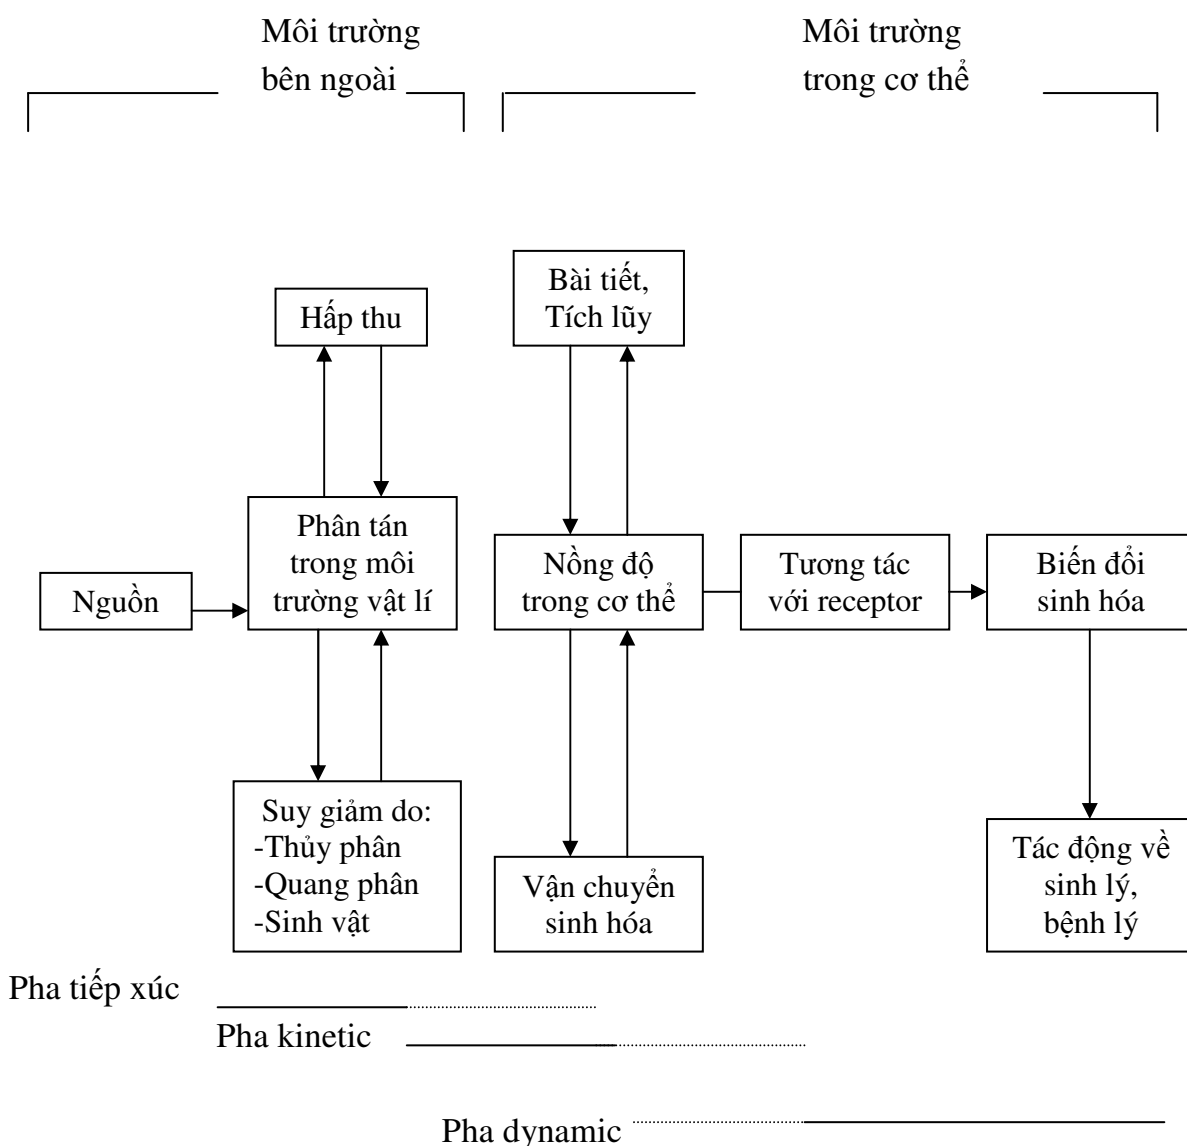 Môi trường
bên ngoài
Môi trường
trong cơ thể
Hấp thu
Bài tiết,
Tích lũy
Nguồn
Phân tán
trong môi
trường vật lí
Nồng độ
trong cơ thể
Tương tác
với receptor
Biến đổi
sinh hóa
Suy giảm do:
-Thủy phân
-Quang phân
-Sinh vật
Vận chuyển
sinh hóa
Tác động về
sinh lý,
bệnh lý
Pha tiếp xúc
Pha kinetic
Pha dynamic